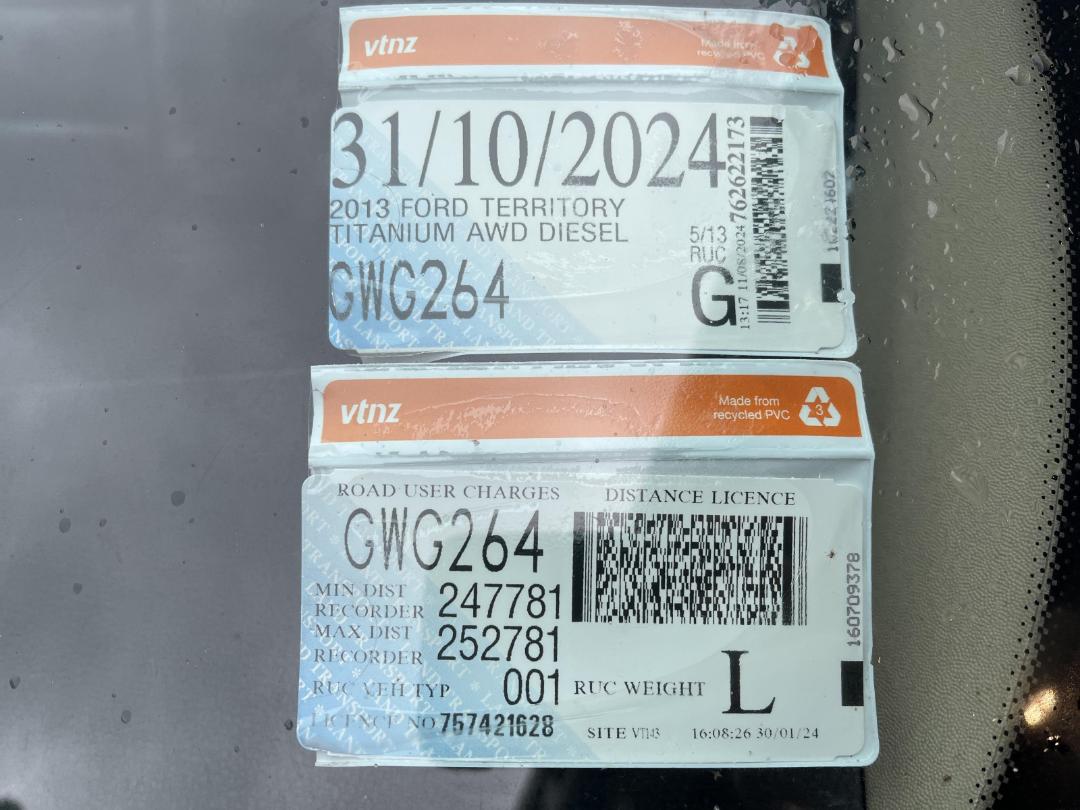 vtnz
Made from
recycled PVC
31/10/2024
2013 FORD TERRITORY
TITANIUM AWD DIESEL
GWG264
5/13
RUC
G
13:17 11/08/2024 762622173
vtnz
Made from
recycled PVC
3
ROAD USER CHARGES DISTANCE LICENCE
GWG264
MIN DIST
RECORDER 247781
MAX DIST
RECORDER 252781
RUC VEH TYP 001
RUC WEIGHT L
LICENCE NO 757421628
SITE VT143 16:08:26 30/01/24
160709378